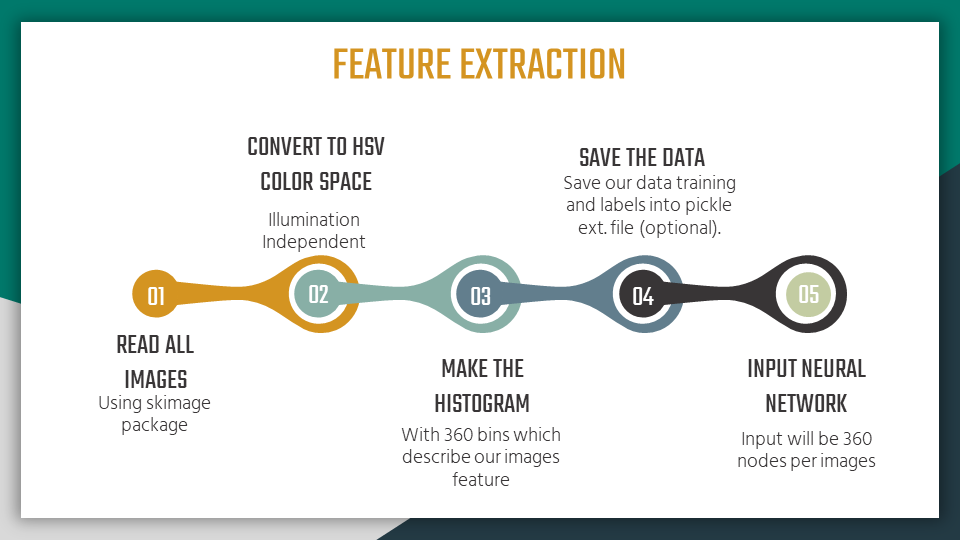 FEATURE EXTRACTION
01
READ ALL
IMAGES
Using skimage
package
CONVERT TO HSV
COLOR SPACE
Illumination
Independent
02
03
MAKE THE
HISTOGRAM
With 360 bins which
describe our images
feature
SAVE THE DATA
Save our data training
and labels into pickle
ext. file (optional).
04
05
INPUT NEURAL
NETWORK
Input will be 360
nodes per images